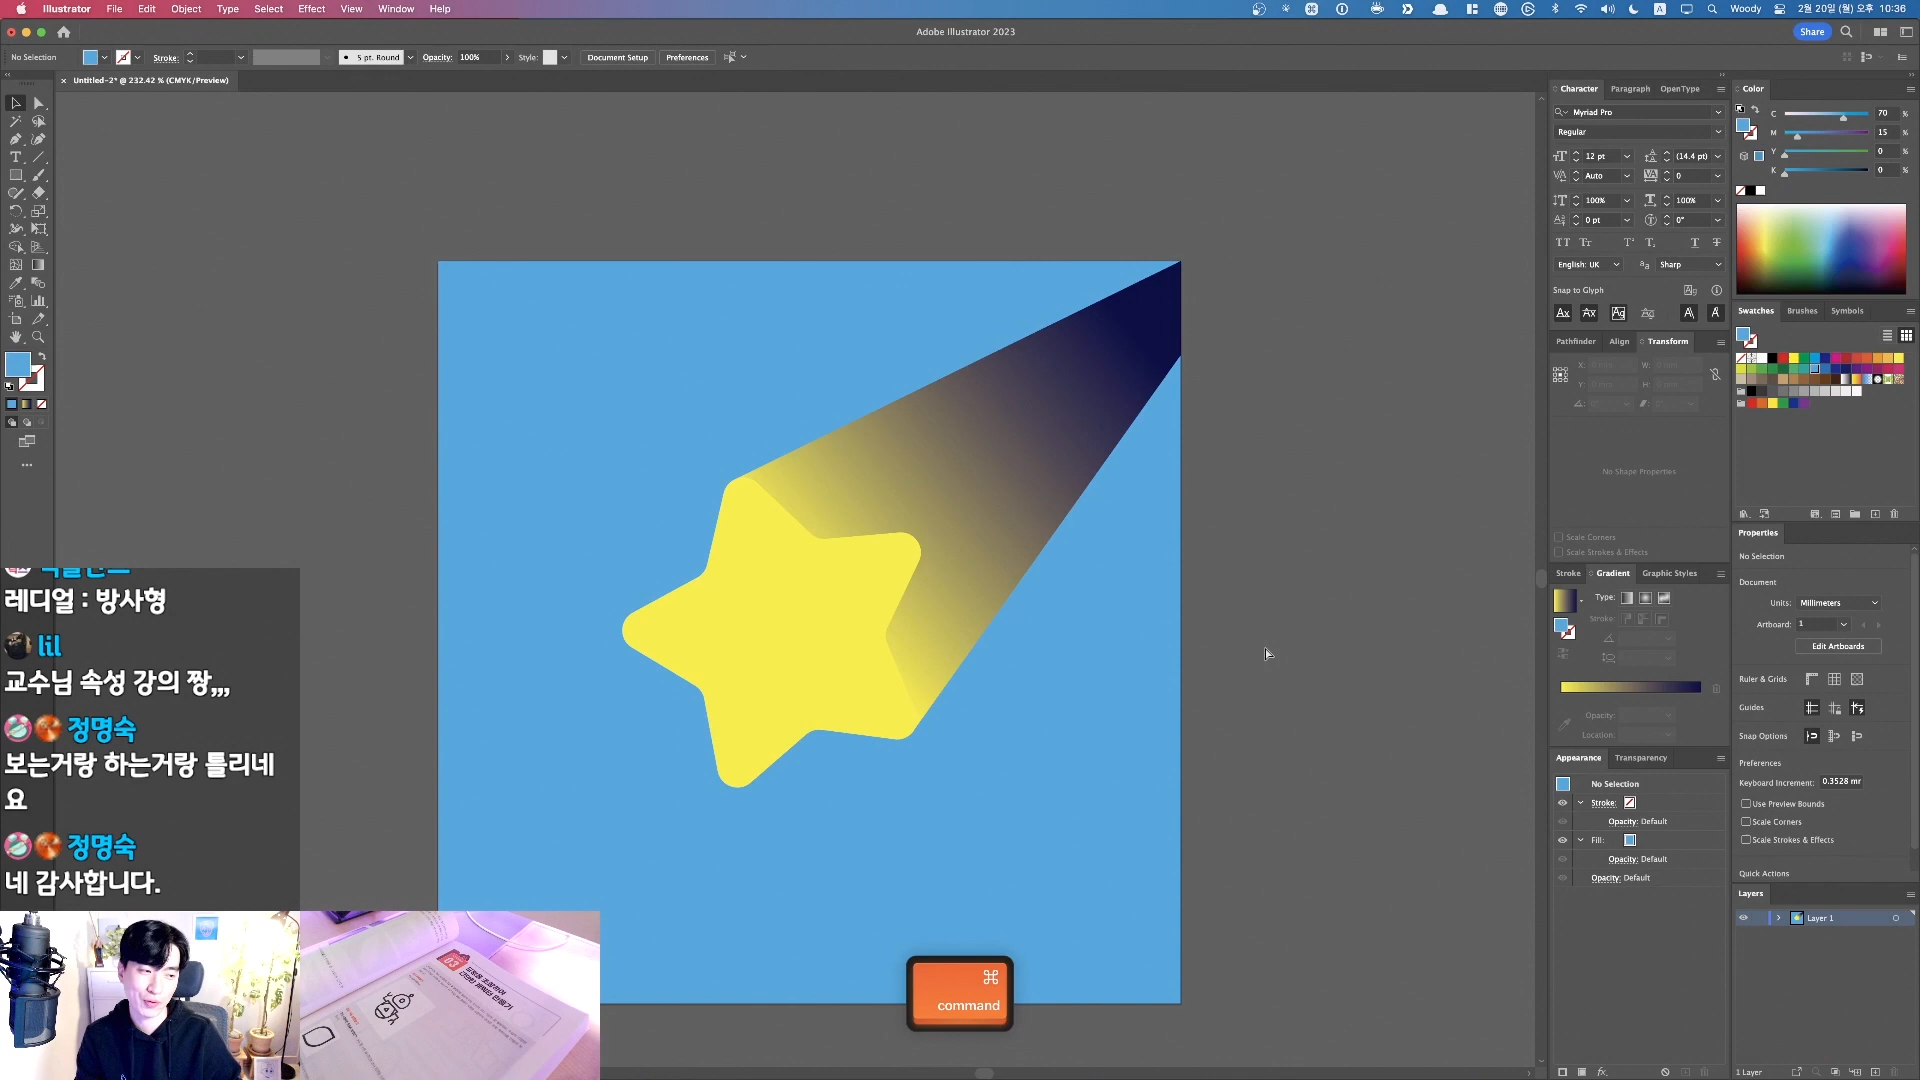 Illustrator File Edit Object Type Select Effect View Window Help
Woody 2월 20일 (월) 오후 10:36
Adobe Illustrator 2023
Share
No Selection
Stroke:
5 pt. Round
Opacity: 100%
Style:
Document Setup
Preferences
× Untitled-2* @ 232.42 % (CMYK/Preview)
레디얼 : 방사형
lil
교수님 속성 강의 짱,,,
정명숙
보는거랑 하는거랑 틀리네
요
정명숙
네 감사합니다.
03
⌘
command
Character Paragraph OpenType
Myriad Pro
Regular
12 pt (14.4 pt)
Auto 0
100% 100%
0 pt 0°
English: UK Sharp
Snap to Glyph
Pathfinder Align Transform
X: W:
Y: H:
No Shape Properties
Scale Corners
Scale Strokes & Effects
Stroke Gradient Graphic Styles
Type:
Stroke:
Opacity:
Location:
Appearance Transparency
No Selection
Stroke:
Opacity: Default
Fill:
Opacity: Default
Opacity: Default
Color
C 70 %
M 15 %
Y 0 %
K 0 %
Swatches Brushes Symbols
Properties
No Selection
Document
Units: Millimeters
Artboard: 1
Edit Artboards
Ruler & Grids
Guides
Snap Options
Preferences
Keyboard Increment: 0.3528 mr
Use Preview Bounds
Scale Corners
Scale Strokes & Effects
Quick Actions
Layers
Layer 1
1 Layer